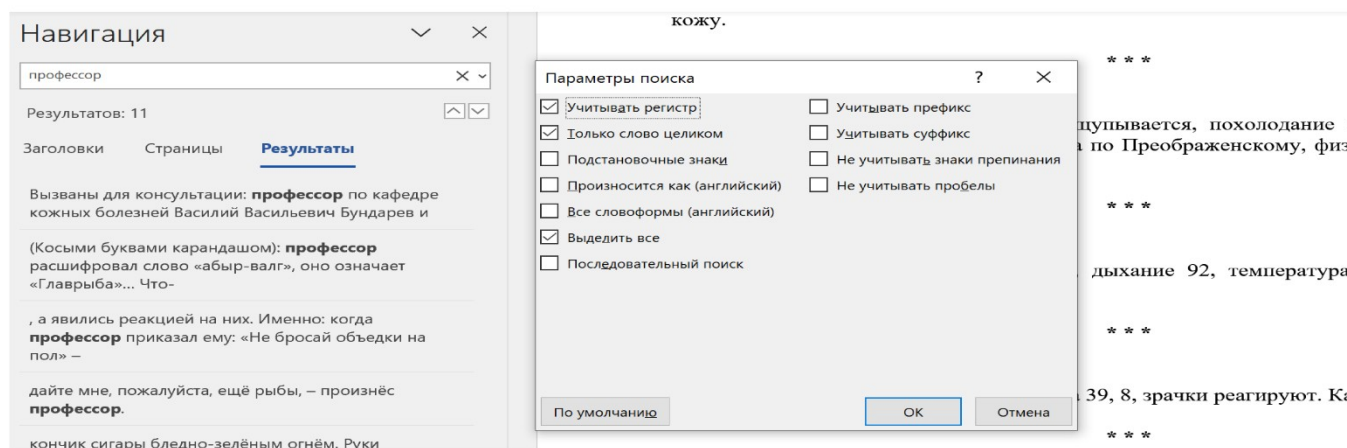 Навигация
профессор
Результатов: 11
Заголовки Страницы Результаты
Вызваны для консультации: профессор по кафедре
кожных болезней Василий Васильевич Бундарев и
(Косыми буквами карандашом): профессор
расшифровал слово «абыр-валг», оно означает
«Главрыба»... Что-
, а явились реакцией на них. Именно: когда
профессор приказал ему: «Не бросай объедки на
пол» –
дайте мне, пожалуйста, ещё рыбы, – произнёс
профессор.
кончик сигары бледно-зелёным огнём. Руки
Параметры поиска ?
Учитывать регистр
Только слово целиком
Подстановочные знаки
Произносится как (английский)
Все словоформы (английский)
Выделить все
Последовательный поиск
Учитывать префикс
Учитывать суффикс
Не учитывать знаки препинания
Не учитывать пробелы
По умолчанию ОК Отмена
кожу.
* * *
щупывается, похолодание
по Преображенскому, физ
* * *
дыхание 92, температура
* * *
39, 8, зрачки реагируют. Ка
* * *